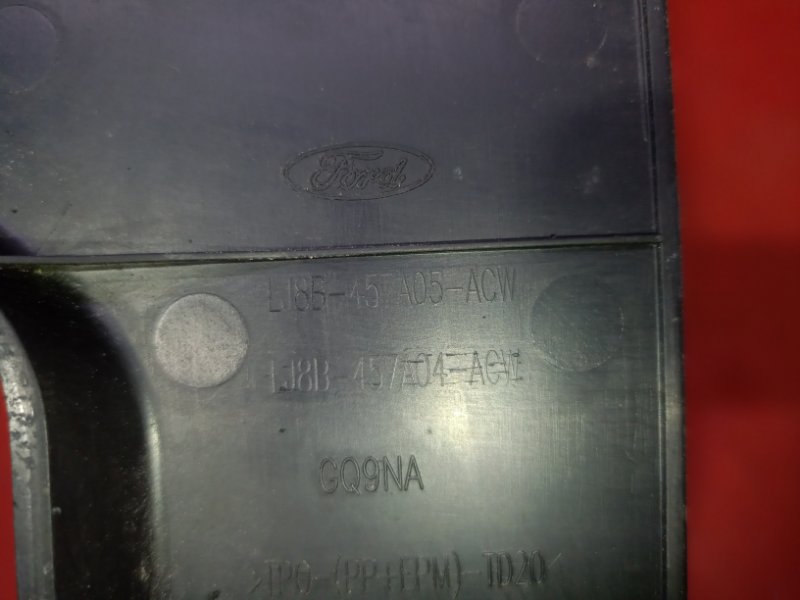 Ford
LJ8B-457A05-ACW
LJ8B-457A04-ACW
GQ9NA
>TPO-(PP+EPM)-TD20<